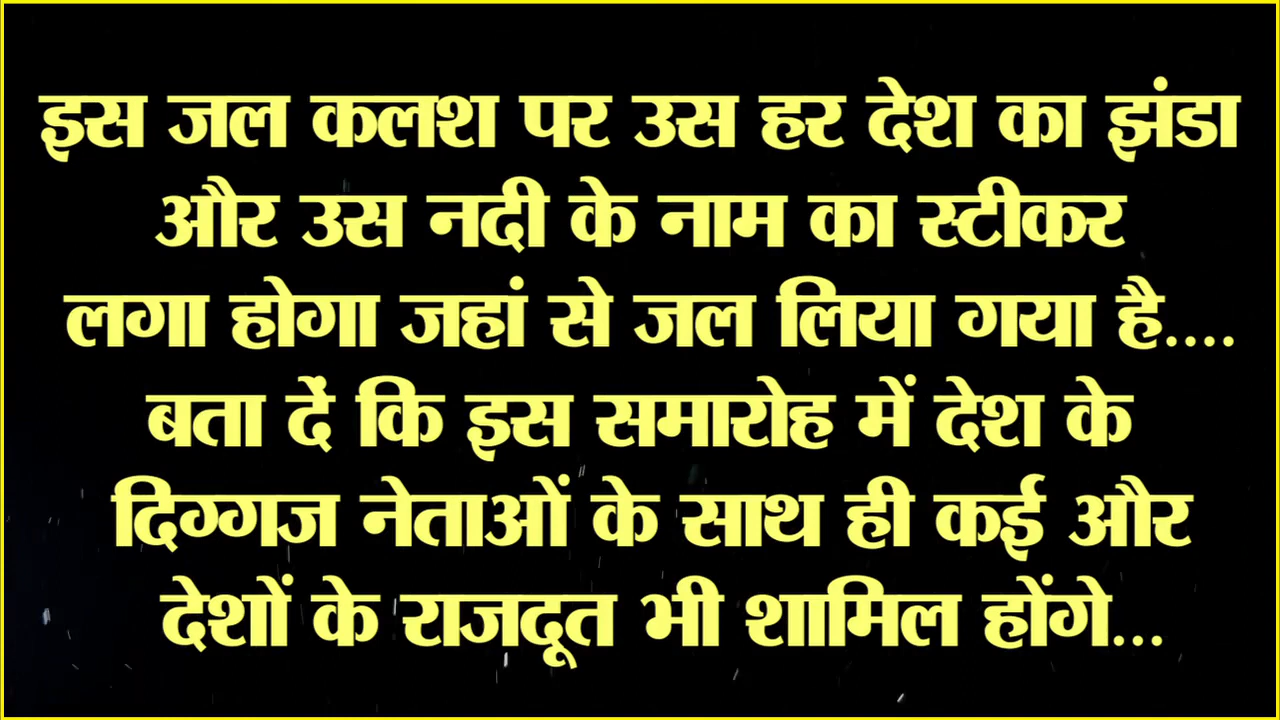 इस जल कलश पर उस हर देश का झंडा
और उस नदी के नाम का स्टीकर
लगा होगा जहां से जल लिया गया है....
बता दें कि इस समारोह में देश के
दिग्गज नेताओं के साथ ही कई और
देशों के राजदूत भी शामिल होंगे...